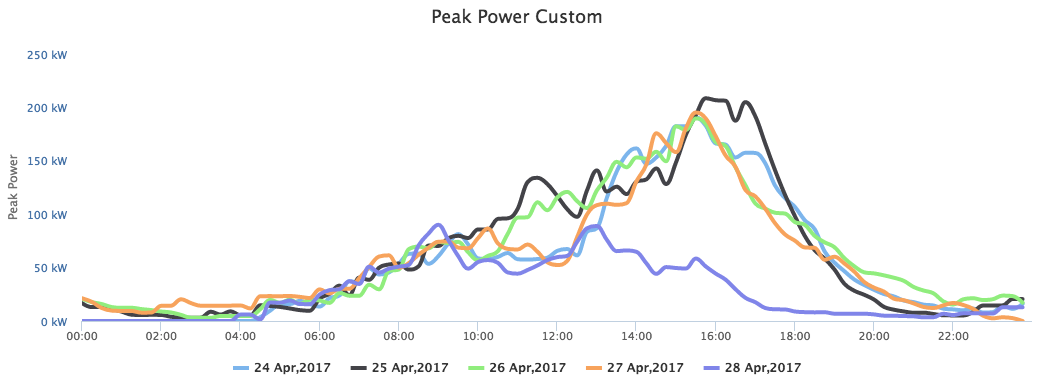 Peak Power Custom
250 kW
200 kW
150 kW
100 kW
50 kW
0 kW
Peak Power
00:00 02:00 04:00 06:00 08:00 10:00 12:00 14:00 16:00 18:00 20:00 22:00
24 Apr,2017 25 Apr,2017 26 Apr,2017 27 Apr,2017 28 Apr,2017